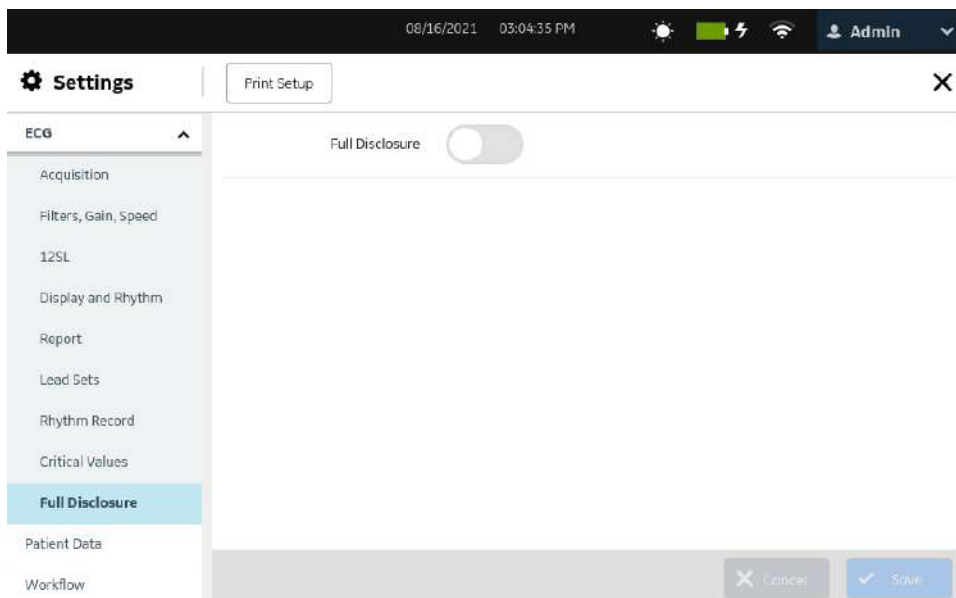 08/16/2021 03:04:35 PM Admin
Settings Print Setup
ECG
Full Disclosure
Acquisition
Filters, Gain, Speed
12SL
Display and Rhythm
Report
Lead Sets
Rhythm Record
Critical Values
Full Disclosure
Patient Data
Workflow
Cancel Save